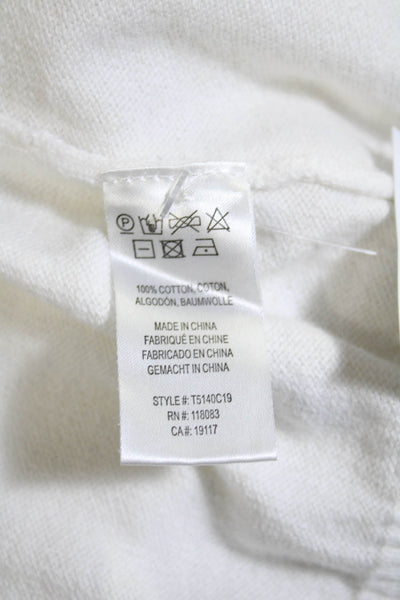 P
100% COTTON, COTON,
ALGODÓN, BAUMWOLLE
MADE IN CHINA
FABRIQUÉ EN CHINE
FABRICADO EN CHINA
GEMACHT IN CHINA
STYLE #: T5140C19
RN #: 118083
CA#: 19117